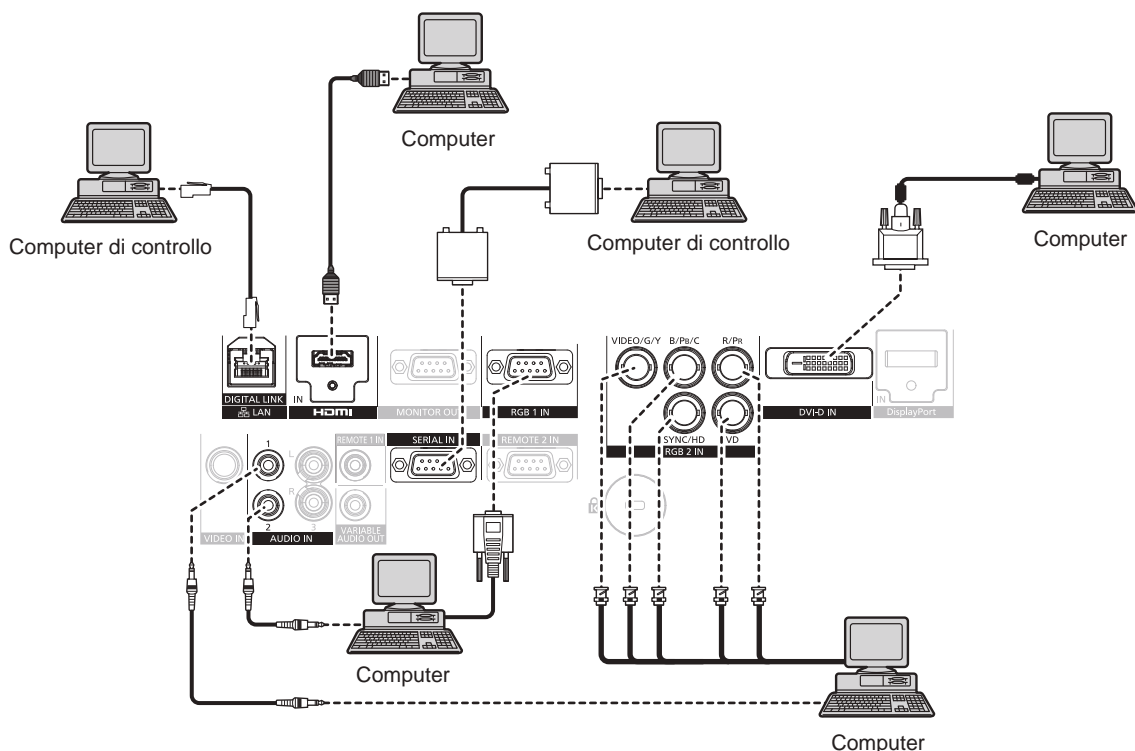 Computer
Computer di controllo
Computer di controllo
Computer
VIDEO/G/Y B/PB/C R/PR
DIGITAL LINK
LAN
IN
HDMI
MONITOR OUT
RGB 1 IN
SYNC/HD VD
RGB 2 IN
DVI-D IN
IN
DisplayPort
1
L
R
2
3
VIDEO IN
AUDIO IN
REMOTE 1 IN
VARIABLE
AUDIO OUT
SERIAL IN
REMOTE 2 IN
Computer
Computer